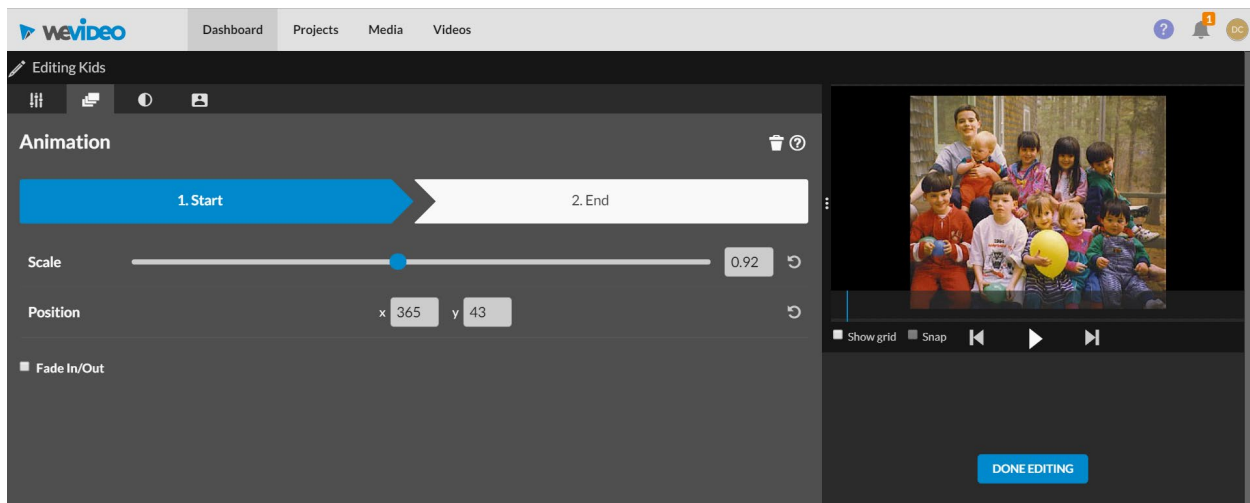 WEVIDEO Dashboard Projects Media Videos ? 1 DC
Editing Kids
Animation
1. Start 2. End
Scale 0.92
Position x 365 y 43
Show grid Snap
Fade In/Out
DONE EDITING